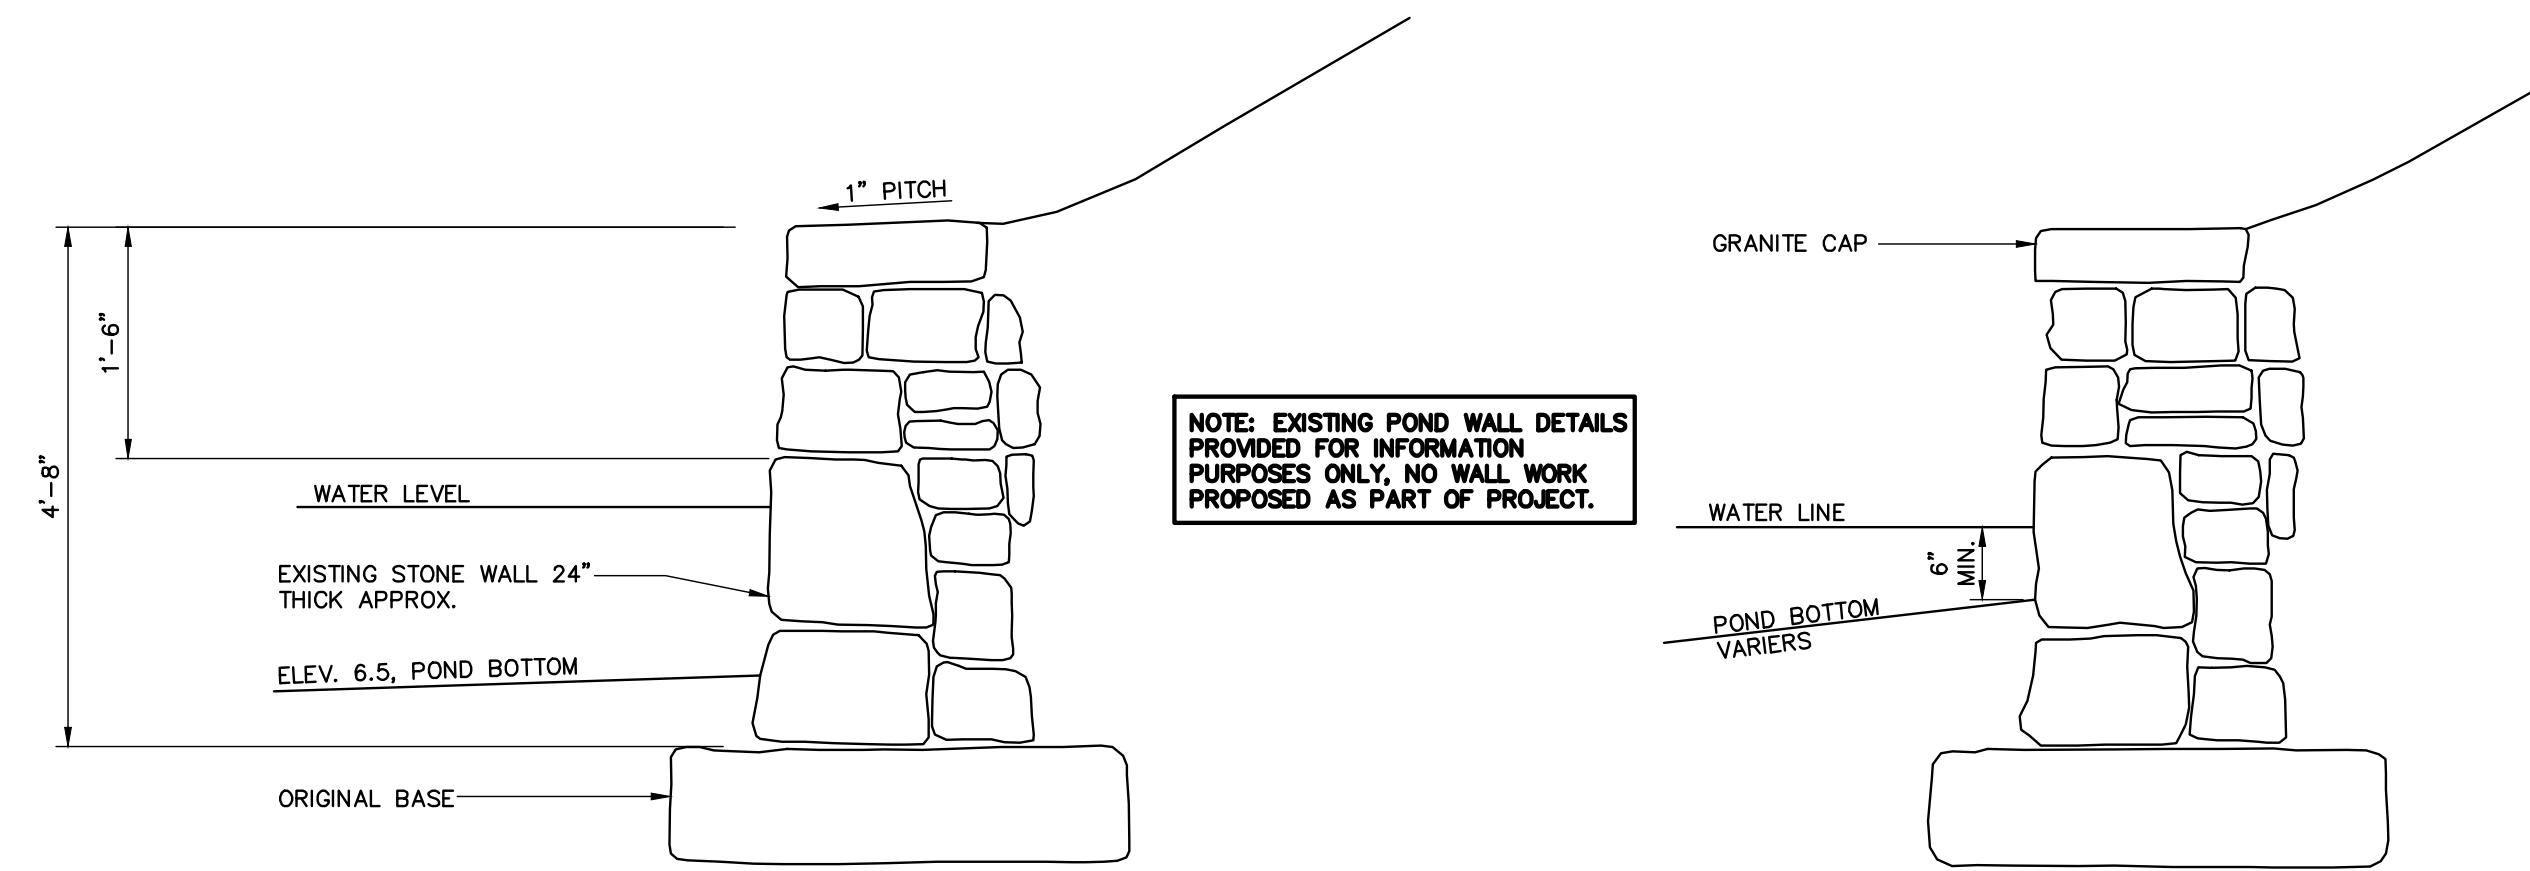 1" PITCH
1'-6"
4'-8"
WATER LEVEL
EXISTING STONE WALL 24"
THICK APPROX.
ELEV. 6.5, POND BOTTOM
ORIGINAL BASE
NOTE: EXISTING POND WALL DETAILS
PROVIDED FOR INFORMATION
PURPOSES ONLY, NO WALL WORK
PROPOSED AS PART OF PROJECT.
GRANITE CAP
WATER LINE
6"
MIN.
POND BOTTOM
VARIERS